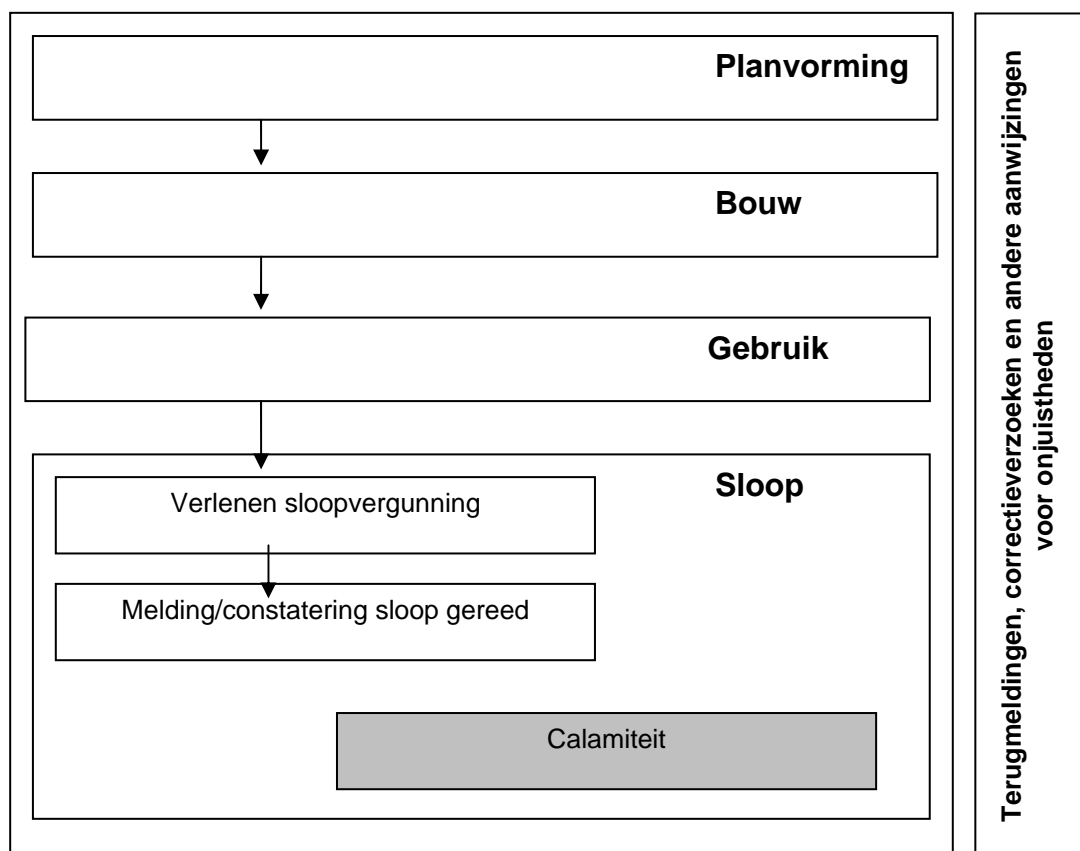 Planvorming
Bouw
Gebruik
Sloop
Verlenen sloopvergunning
Melding/constatering sloop gereed
Calamiteit
Terugmeldingen, correctieverzoeken en andere aanwijzingen
voor onjuistheden